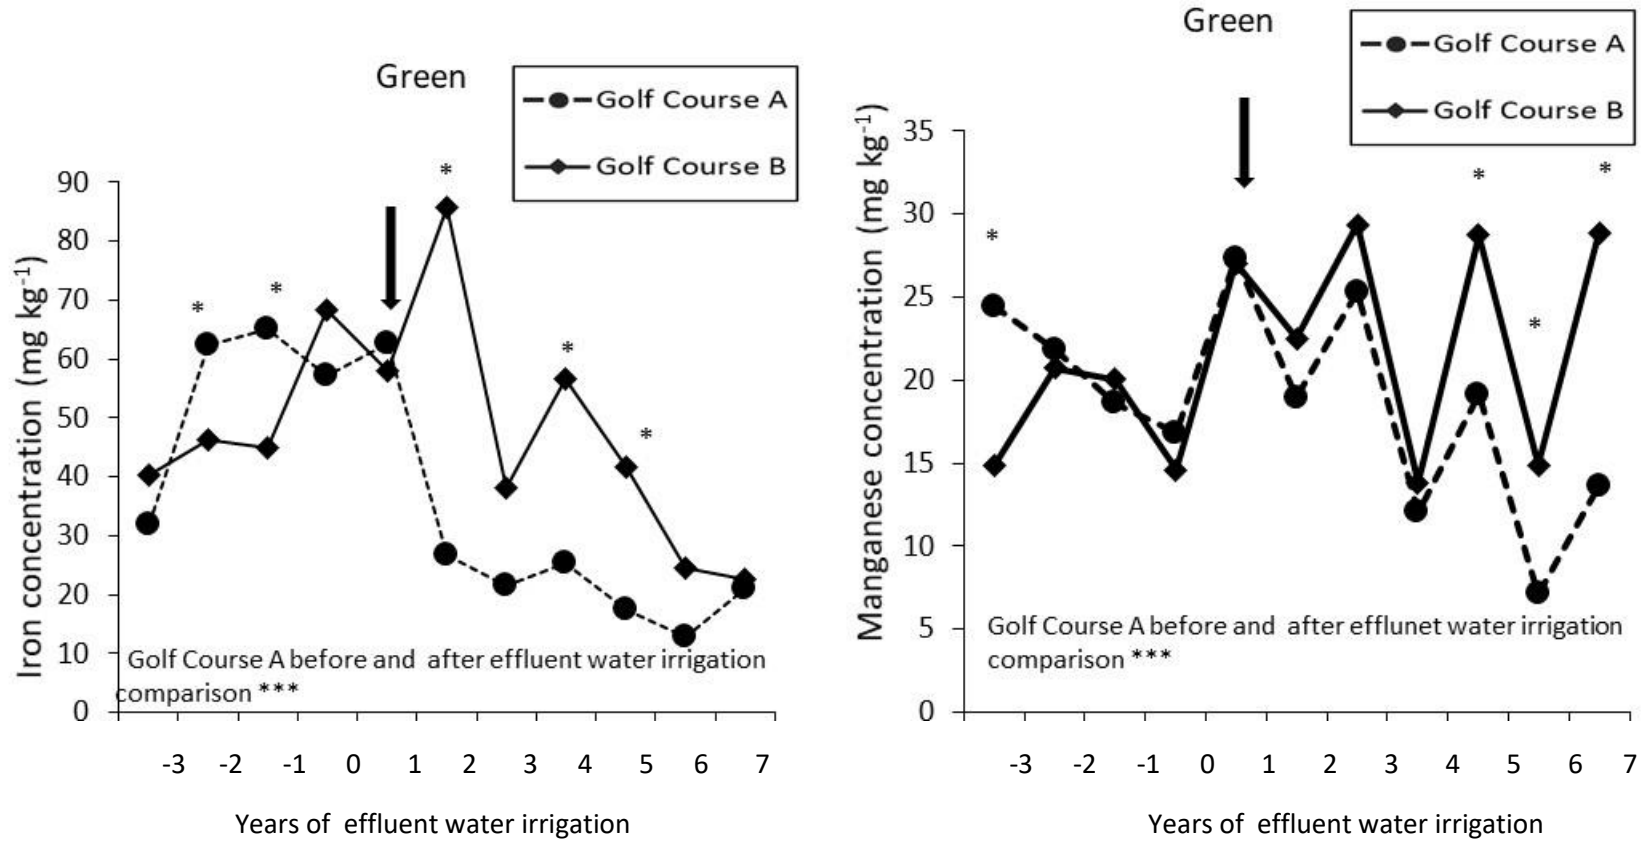 Green
Golf Course A
Golf Course B
Iron concentration (mg kg-1)
90
80
70
60
50
40
30
20
10
0
*
*
*
*
*
Golf Course A before and after effluent water irrigation
comparison ***
-3 -2 -1 0 1 2 3 4 5 6 7
Years of effluent water irrigation
Green
Golf Course A
Golf Course B
Manganese concentration (mg kg-1)
35
30
25
20
15
10
5
0
*
*
*
*
Golf Course A before and after efflunet water irrigation
comparison ***
-3 -2 -1 0 1 2 3 4 5 6 7
Years of effluent water irrigation